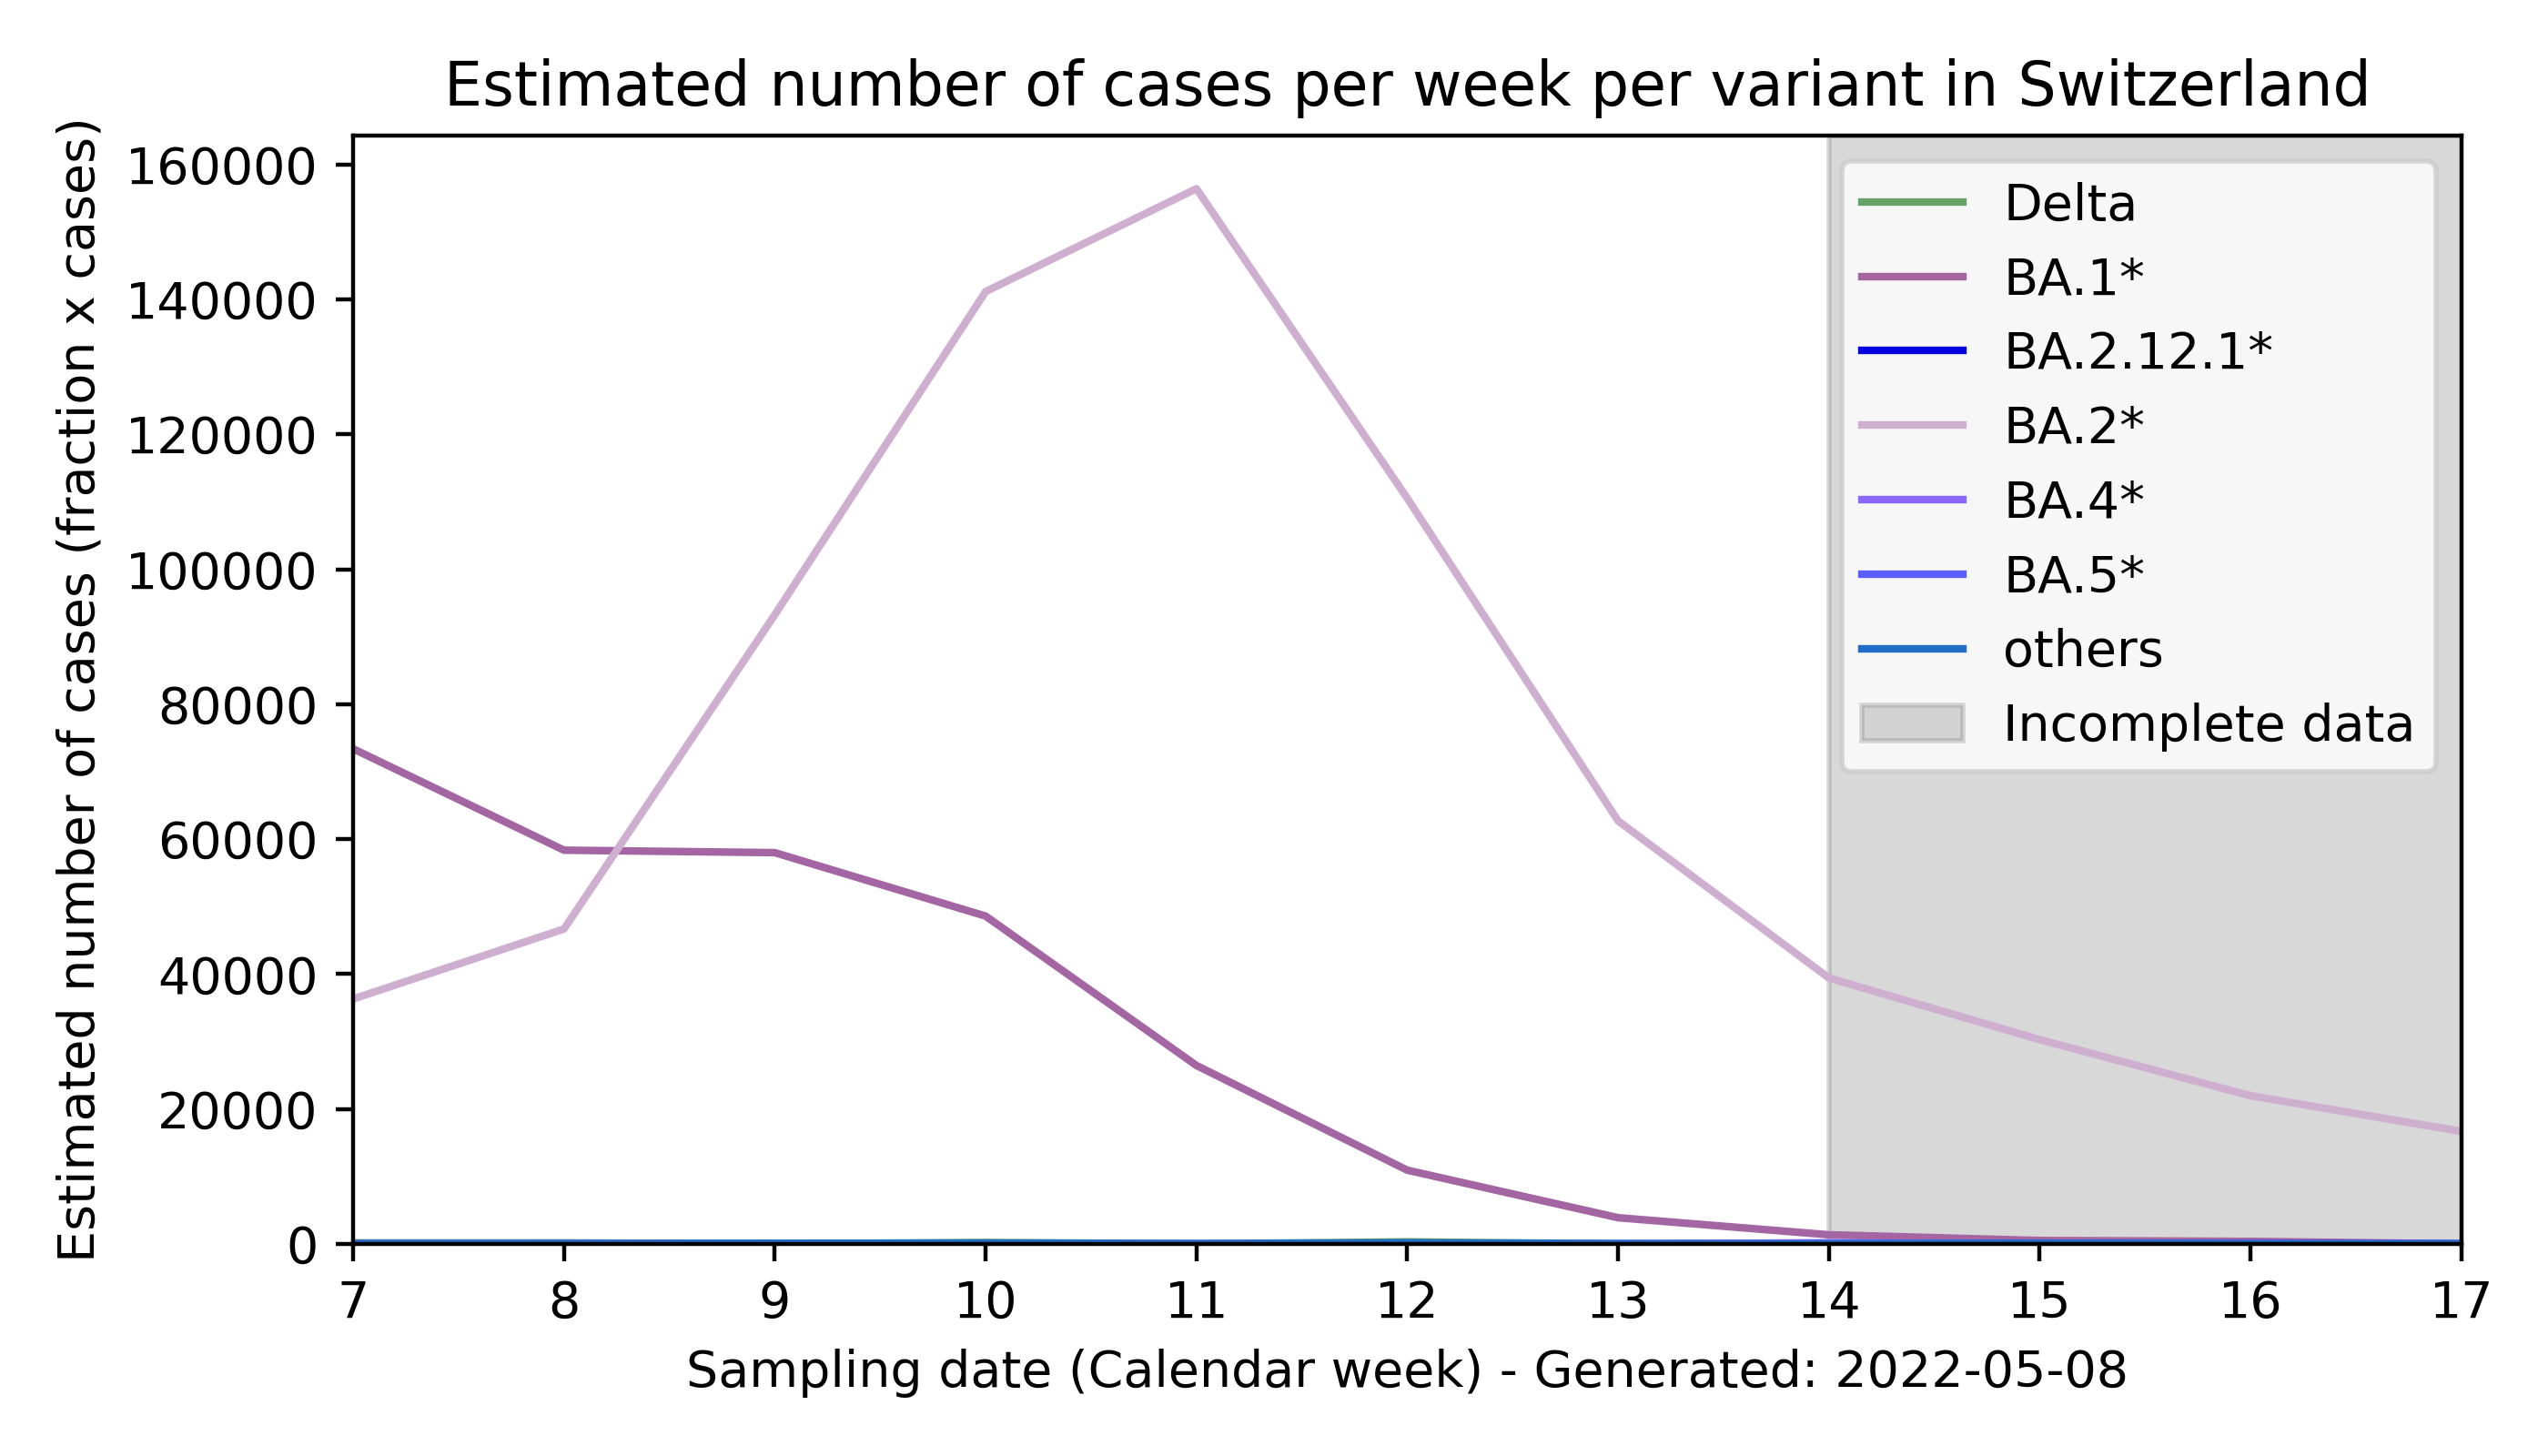 Estimated number of cases per week per variant in Switzerland
Estimated number of cases (fraction x cases)
160000
140000
120000
100000
80000
60000
40000
20000
0
Delta
BA.1*
BA.2.12.1*
BA.2*
BA.4*
BA.5*
others
Incomplete data
7 8 9 10 11 12 13 14 15 16 17
Sampling date (Calendar week) - Generated: 2022-05-08